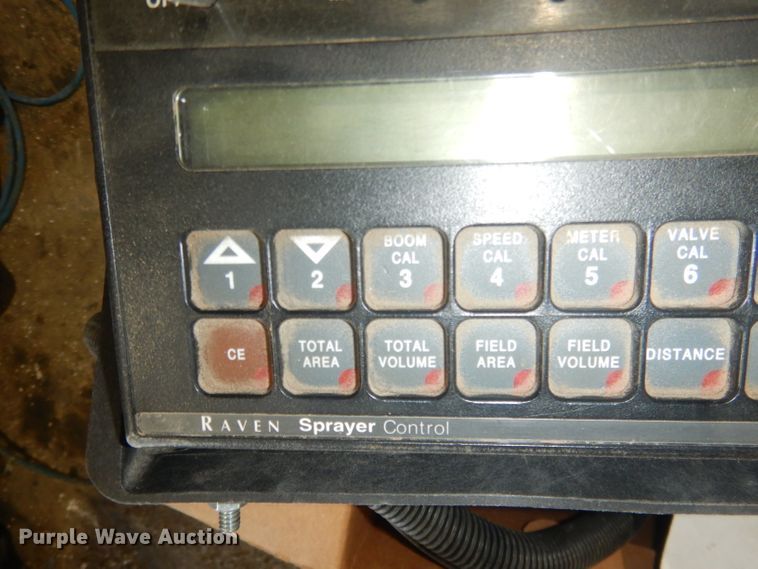 OFF
1
2
BOOM
CAL
3
SPEED
CAL
4
METER
CAL
5
VALVE
CAL
6
CE
TOTAL
AREA
TOTAL
VOLUME
FIELD
AREA
FIELD
VOLUME
DISTANCE
RAVEN Sprayer Control
Purple Wave Auction